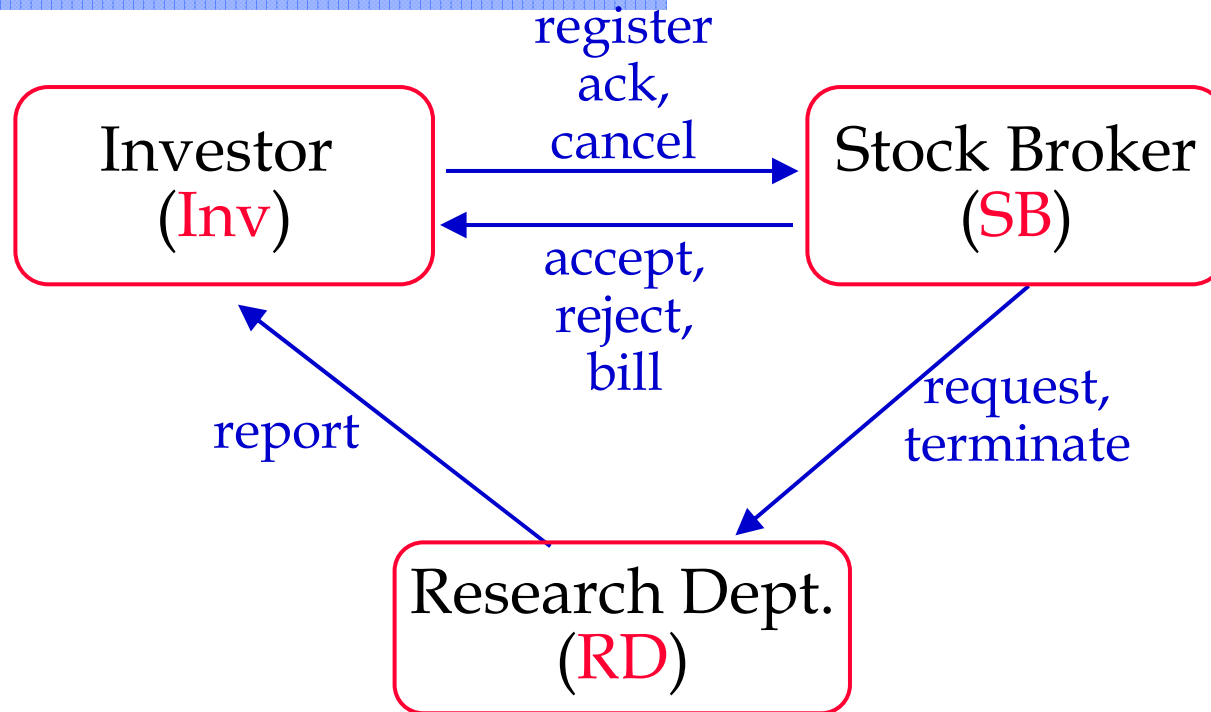 register
ack,
cancel
Investor
(Inv)
Stock Broker
(SB)
accept,
reject,
bill
request,
terminate
report
Research Dept.
(RD)